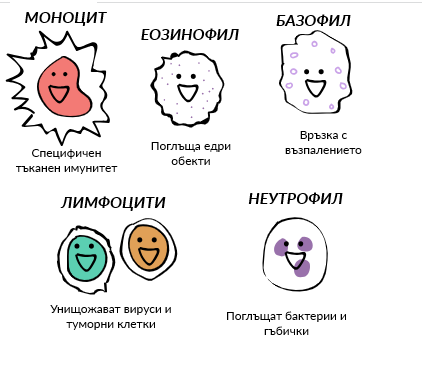 МОНОЦИТ
ЕОЗИНОФИЛ
БАЗОФИЛ
Специфичен
тъканен имунитет
Поглъща едри
обекти
Връзка с
възпалението
ЛИМФОЦИТИ
НЕУТРОФИЛ
Унищожават вируси и
туморни клетки
Поглъщат бактерии и
гъбички